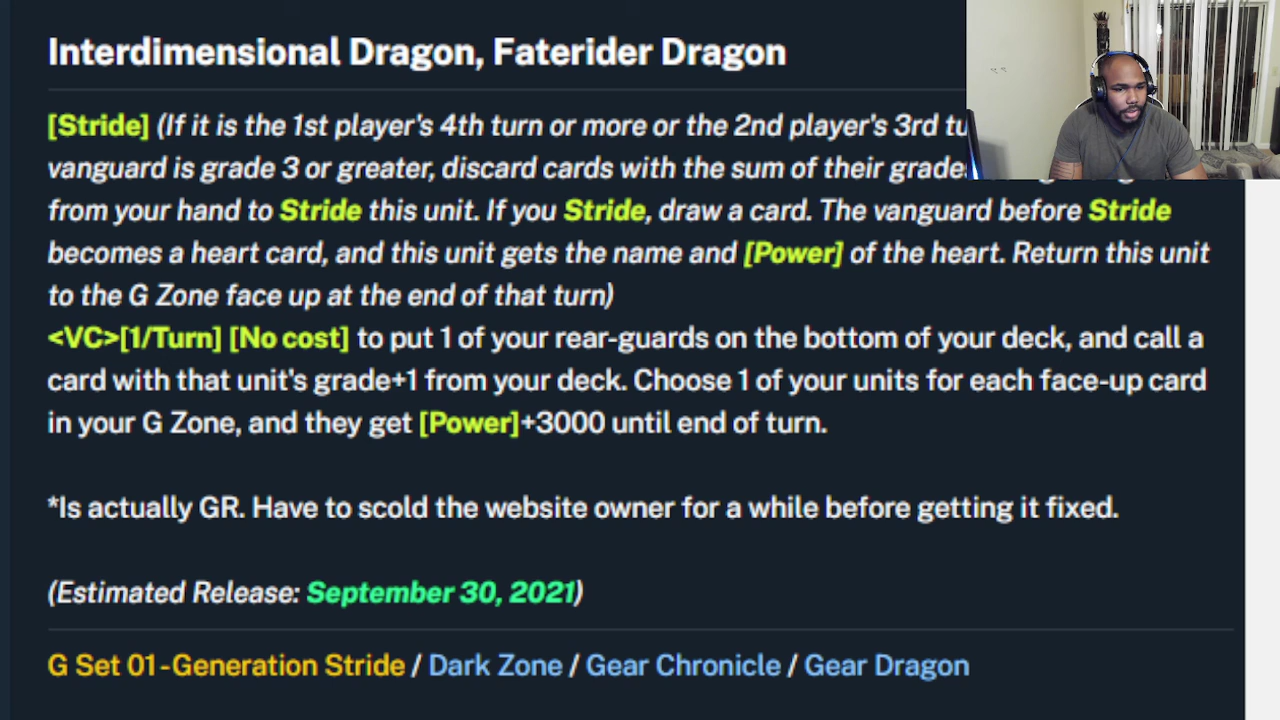 Interdimensional Dragon, Faterider Dragon
[Stride] (If it is the 1st player's 4th turn or more or the 2nd player's 3rd
vanguard is grade 3 or greater, discard cards with the sum of their
from your hand to Stride this unit. If you Stride, draw a card. The vanguard before Stride
becomes a heart card, and this unit gets the name and [Power] of the heart. Return this unit
to the G Zone face up at the end of that turn)
<VC>[1/Turn] [No cost] to put 1 of your rear-guards on the bottom of your deck, and call a
card with that unit's grade+1 from your deck. Choose 1 of your units for each face-up card
in your G Zone, and they get [Power]+3000 until end of turn.
*Is actually GR. Have to scold the website owner for a while before getting it fixed.
(Estimated Release: September 30, 2021)
G Set 01 - Generation Stride / Dark Zone / Gear Chronicle / Gear Dragon